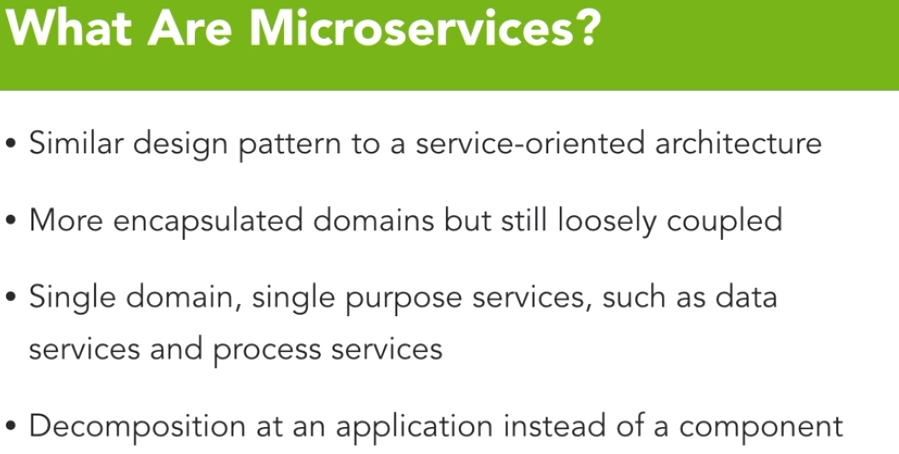 What Are Microservices?
• Similar design pattern to a service-oriented architecture
• More encapsulated domains but still loosely coupled
• Single domain, single purpose services, such as data
services and process services
• Decomposition at an application instead of a component